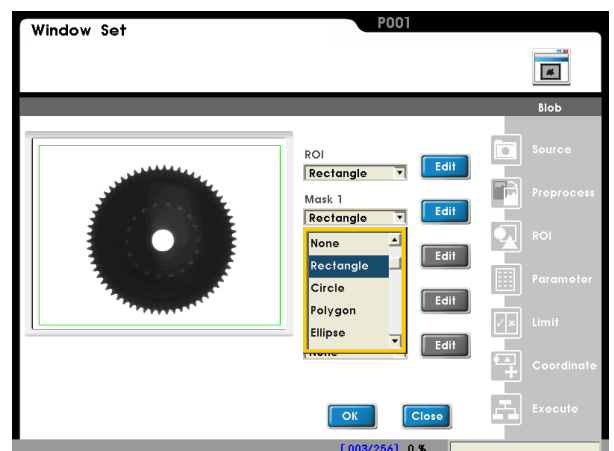 Window Set
P001
Blob
ROI
Rectangle
Edit
Mask 1
Rectangle
Edit
None
Rectangle
Circle
Polygon
Ellipse
Edit
Edit
Edit
None
Source
Preprocess
ROI
Parameter
Limit
Coordinate
Execute
OK
Close
[003/256] 0 %